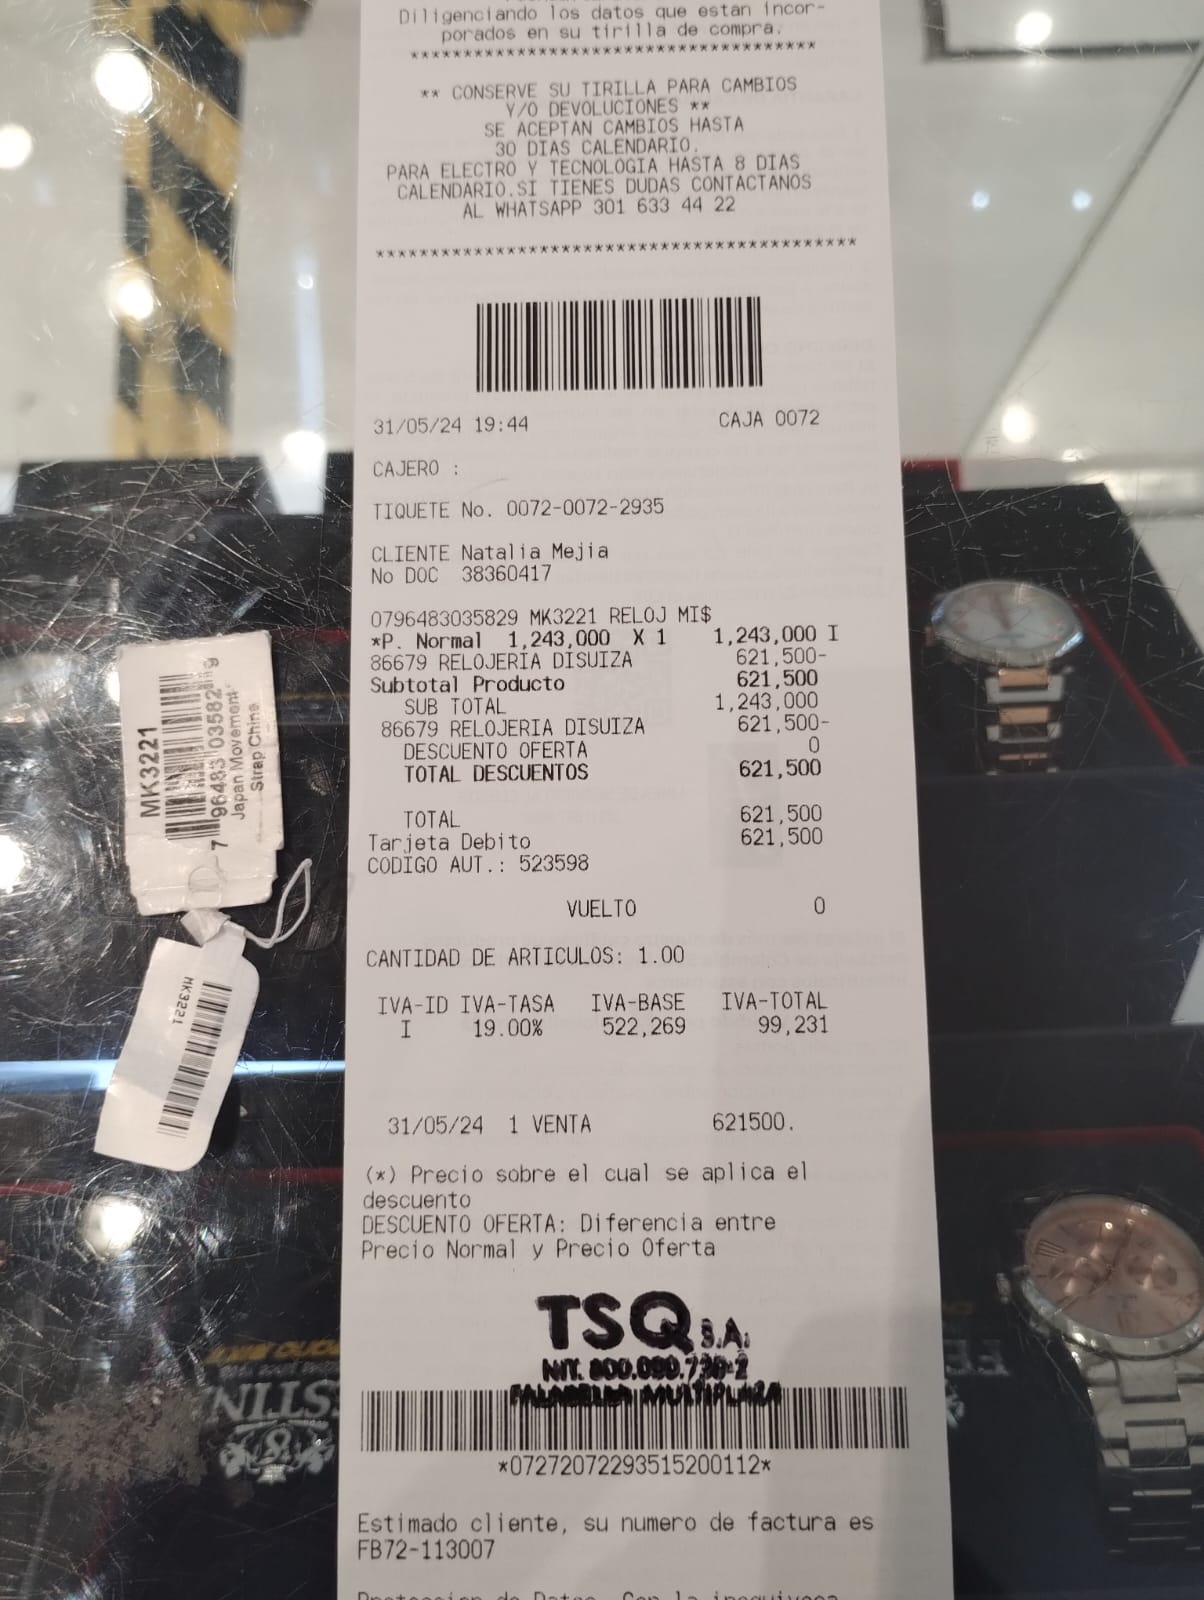 Diligenciando los datos que estan incor-
porados en su tirilla de compra.
****************************************
** CONSERVE SU TIRILLA PARA CAMBIOS
Y/O DEVOLUCIONES **
SE ACEPTAN CAMBIOS HASTA
30 DIAS CALENDARIO.
PARA ELECTRO Y TECNOLOGIA HASTA 8 DIAS
CALENDARIO.SI TIENES DUDAS CONTACTANOS
AL WHATSAPP 301 633 44 22
******************************************
31/05/24 19:44 CAJA 0072
CAJERO :
TIQUETE No. 0072-0072-2935
CLIENTE Natalia Mejia
No DOC 38360417
0796483035829 MK3221 RELOJ MI$
*P. Normal 1,243,000 X 1 1,243,000 I
86679 RELOJERIA DISUIZA 621,500-
Subtotal Producto 621,500
SUB TOTAL 1,243,000
86679 RELOJERIA DISUIZA 621,500-
DESCUENTO OFERTA 0
TOTAL DESCUENTOS 621,500
TOTAL 621,500
Tarjeta Debito 621,500
CODIGO AUT.: 523598
VUELTO 0
CANTIDAD DE ARTICULOS: 1.00
IVA-ID IVA-TASA IVA-BASE IVA-TOTAL
I 19.00% 522,269 99,231
31/05/24 1 VENTA 621500.
(*) Precio sobre el cual se aplica el
descuento
DESCUENTO OFERTA: Diferencia entre
Precio Normal y Precio Oferta
TSQ S.A.
FALABELLA MULTIPLAZA
*07272072293515200112*
Estimado cliente, su numero de factura es
FB72-113007
MK3221
7 96483 03582 9
Japan Movement
Strap China
MK3221